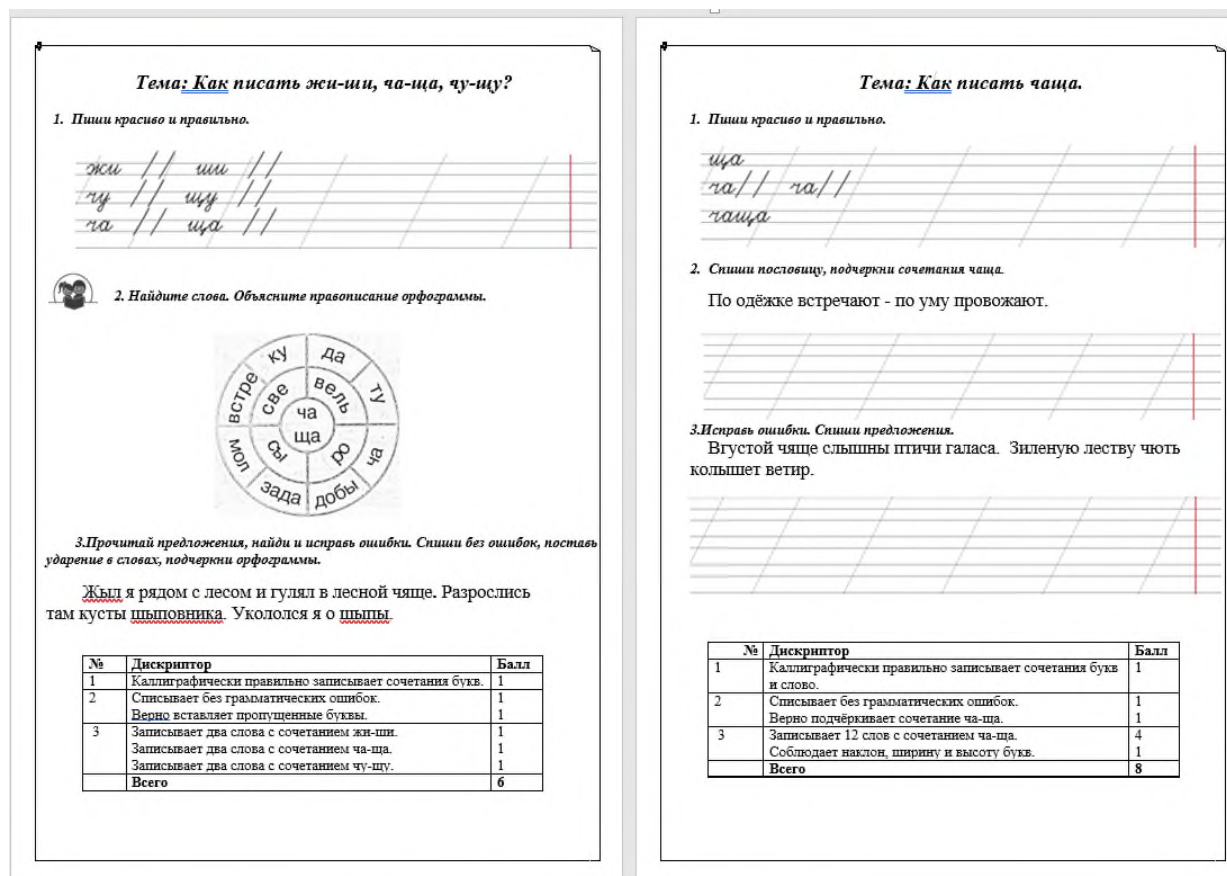 Тема: Как писать жи-ши, ча-ща, чу-щу?
1. Пиши красиво и правильно.
жи // ши //
чу // щу //
ча // ща //
2. Найдите слова. Объясните правописание орфограммы.
ку да
встре све вель ту
ча
ща
мол сы ро ча
зада добы
3.Прочитай предложения, найди и исправь ошибки. Спиши без ошибок, поставь
ударение в словах, подчеркни орфограммы.
Жыл я рядом с лесом и гулял в лесной чяще. Разрослись
там кусты шыповника. Укололся я о шыпы.
№ Дискриптор Балл
1 Каллиграфически правильно записывает сочетания букв. 1
2 Списывает без грамматических ошибок. 1
Верно вставляет пропущенные буквы. 1
3 Записывает два слова с сочетанием жи-ши. 1
Записывает два слова с сочетанием ча-ща. 1
Записывает два слова с сочетанием чу-щу. 1
Всего 6
Тема: Как писать чаща.
1. Пиши красиво и правильно.
ща
ча// ча//
чаща
2. Спиши пословицу, подчеркни сочетания чаща.
По одёжке встречают - по уму провожают.
3.Исправь ошибки. Спиши предложения.
Вгустой чяще слышны птичи галаса. Зиленую леству чють
колышет ветир.
№ Дискриптор Балл
1 Каллиграфически правильно записывает сочетания букв 1
и слово.
2 Списывает без грамматических ошибок. 1
Верно подчёркивает сочетание ча-ща. 1
3 Записывает 12 слов с сочетанием ча-ща. 4
Соблюдает наклон, ширину и высоту букв. 1
Всего 8